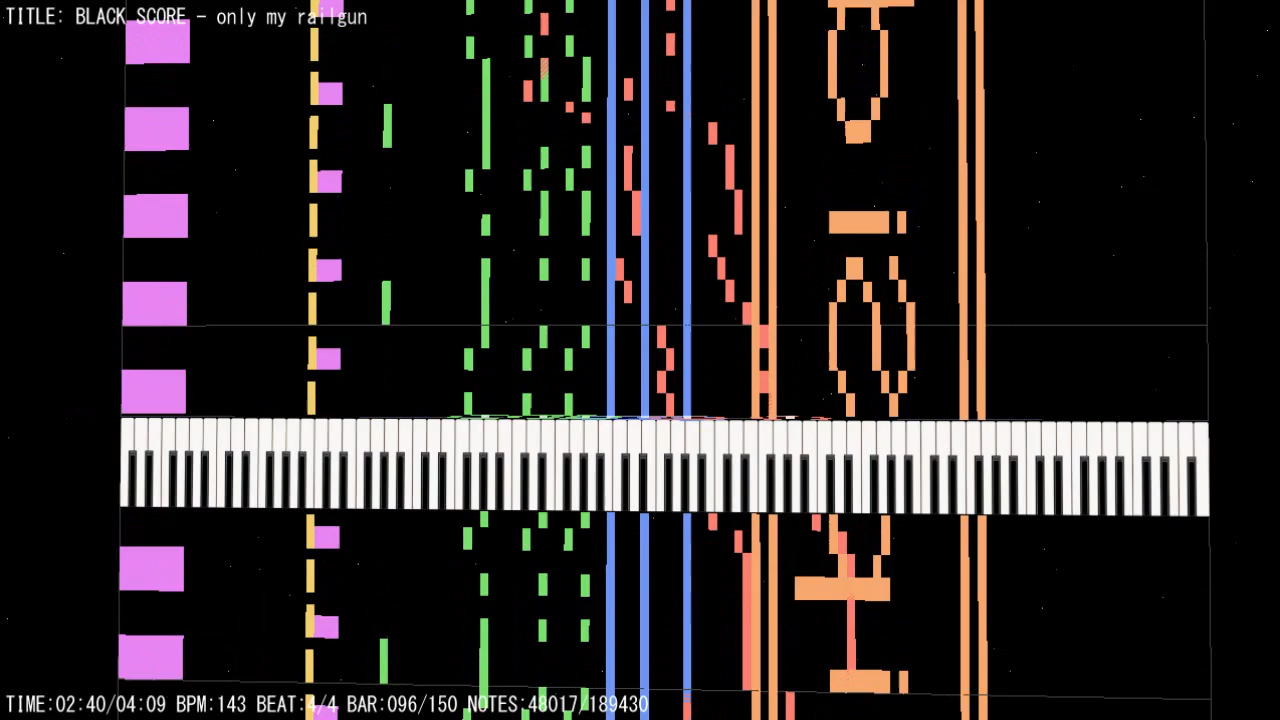 TITLE: BLACK SCORE – only my railgun
TIME:02:40/04:09 BPM:143 BEAT:4/4 BAR:096/150 NOTES:48017/189430